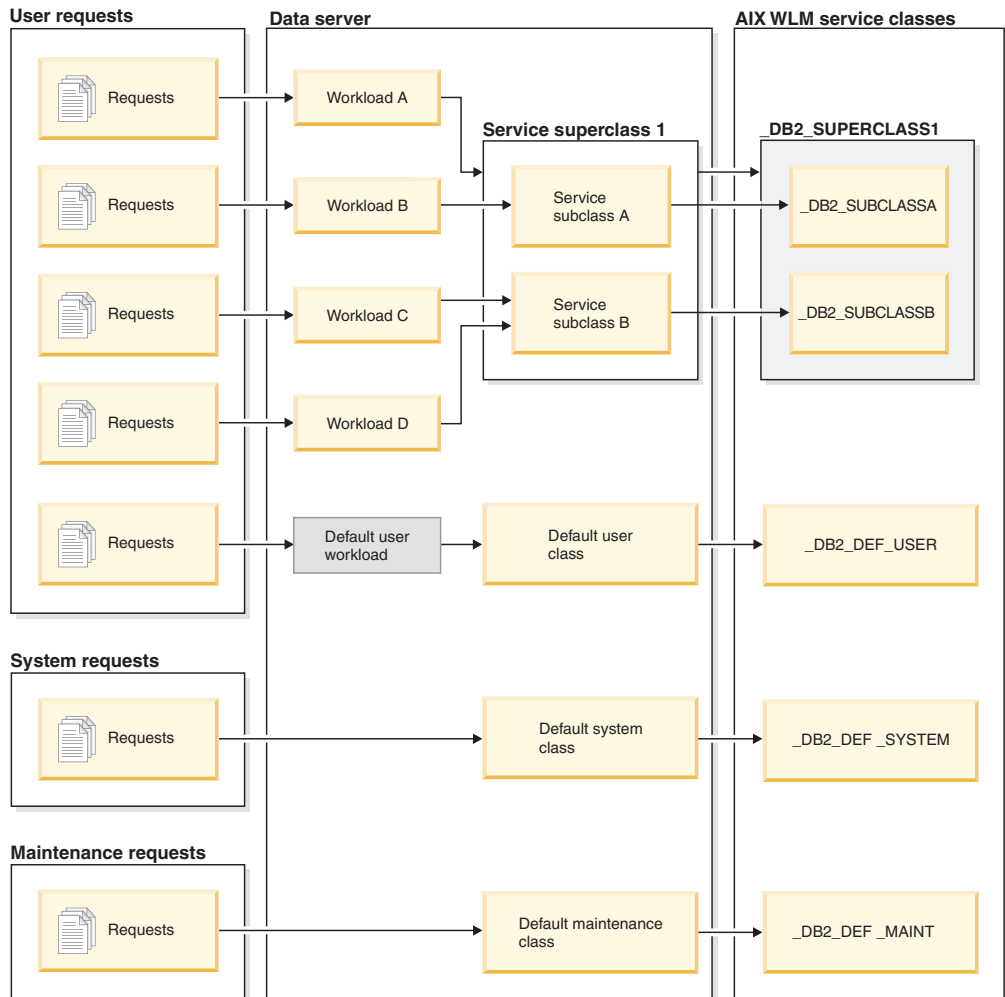 User requests
Data server
AIX WLM service classes
Requests
Workload A
Service superclass 1
_DB2_SUPERCLASS1
Requests
Workload B
Service
subclass A
_DB2_SUBCLASSA
Requests
Workload C
Service
subclass B
_DB2_SUBCLASSB
Requests
Workload D
Requests
Default user
workload
Default user
class
_DB2_DEF_USER
System requests
Requests
Default system
class
_DB2_DEF _SYSTEM
Maintenance requests
Requests
Default maintenance
class
_DB2_DEF _MAINT